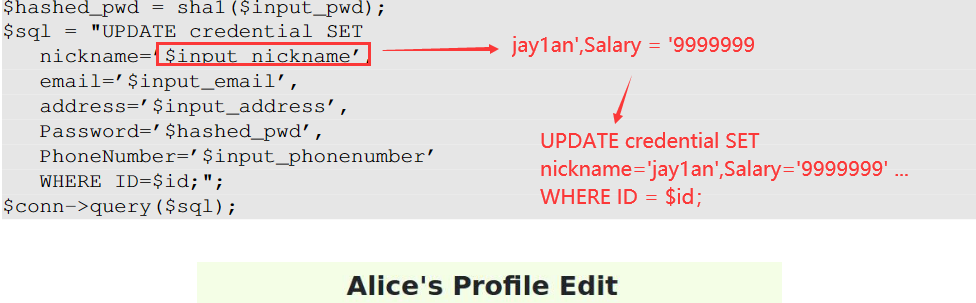 $hashed_pwd = sha1($input_pwd);
$sql = "UPDATE credential SET
nickname='$input_nickname',
email='$input_email',
address='$input_address',
Password='$hashed_pwd',
PhoneNumber='$input_phonenumber'
WHERE ID=$id;";
$conn->query($sql);
jay1an',Salary = '9999999
UPDATE credential SET
nickname='jay1an',Salary='9999999' ...
WHERE ID = $id;
Alice's Profile Edit